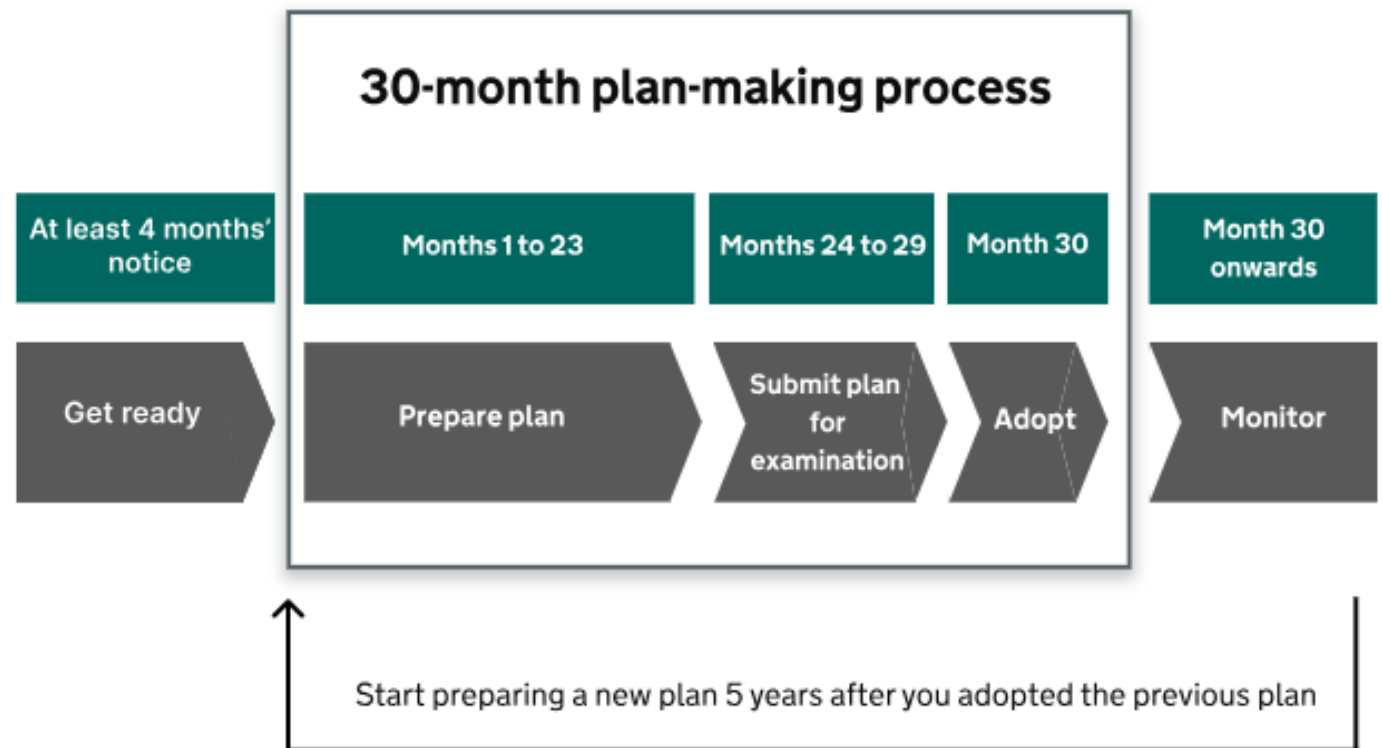 30-month plan-making process
At least 4 months’
notice
Months 1 to 23
Months 24 to 29
Month 30
Month 30
onwards
Get ready
Prepare plan
Submit plan
for
examination
Adopt
Monitor
Start preparing a new plan 5 years after you adopted the previous plan